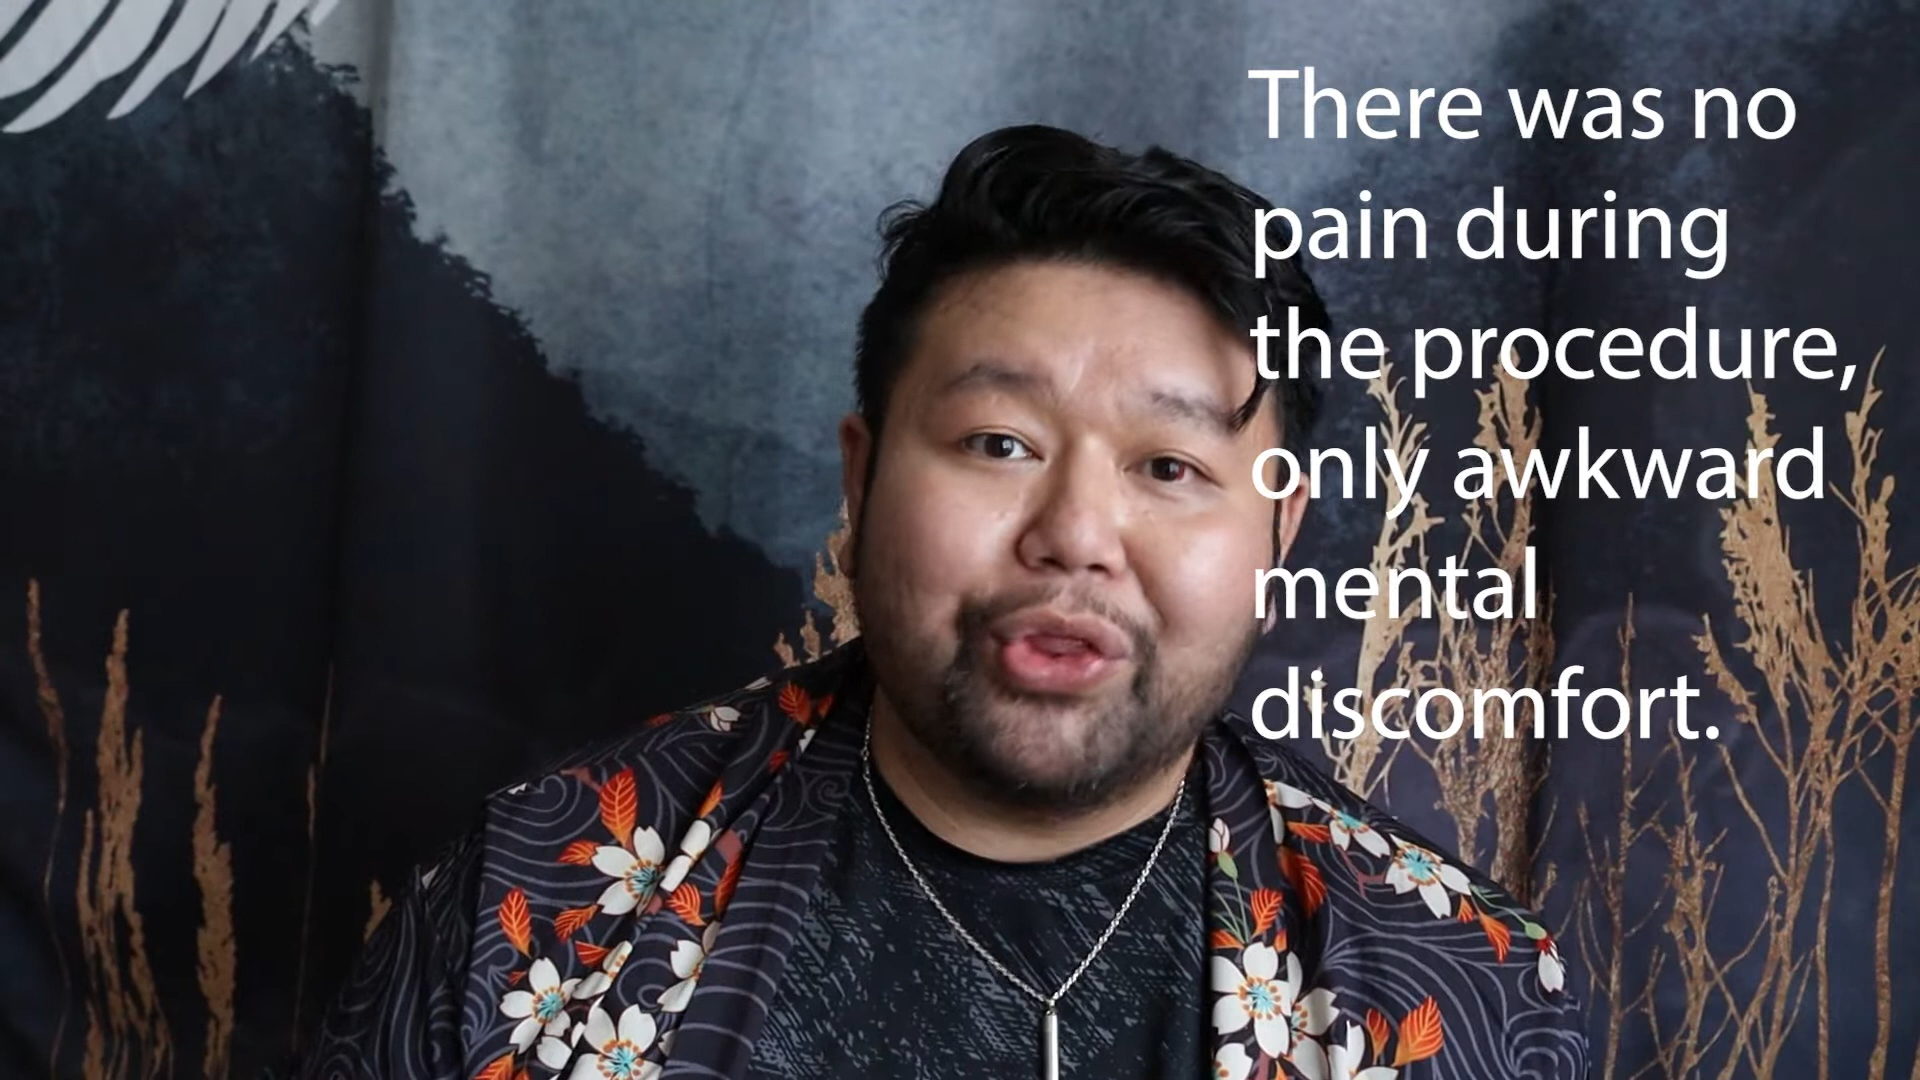 There was no
pain during
the procedure,
only awkward
mental
discomfort.